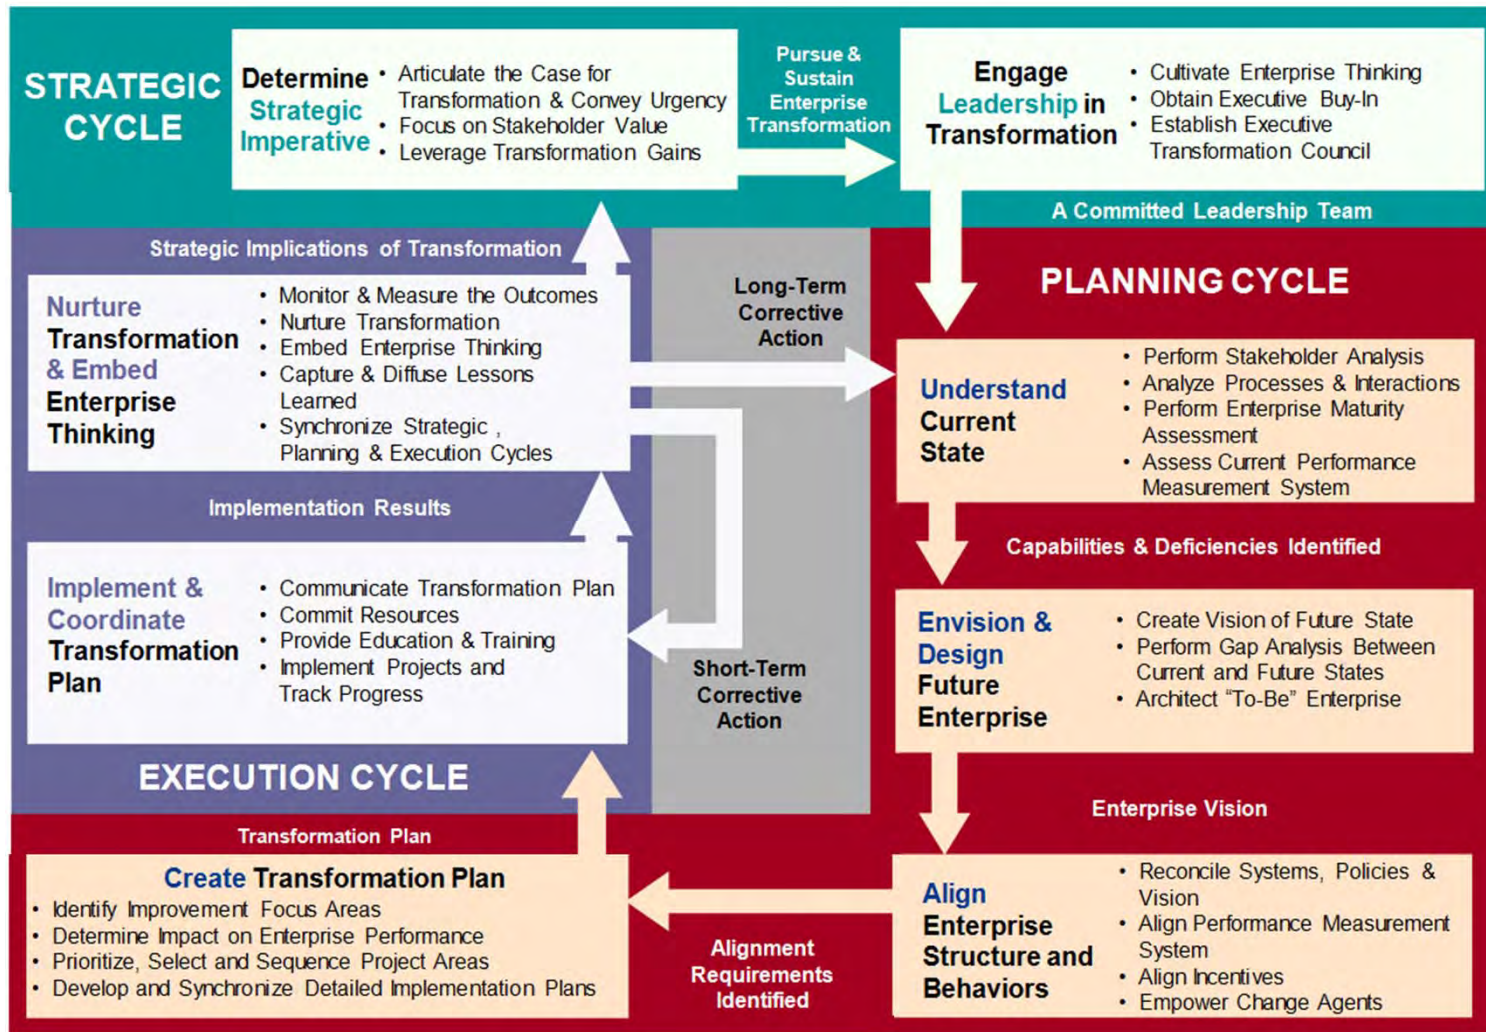 STRATEGIC
CYCLE
Determine
Strategic
Imperative
• Articulate the Case for
Transformation & Convey Urgency
• Focus on Stakeholder Value
• Leverage Transformation Gains
Pursue &
Sustain
Enterprise
Transformation
Engage
Leadership in
Transformation
• Cultivate Enterprise Thinking
• Obtain Executive Buy-In
• Establish Executive
Transformation Council
A Committed Leadership Team
Strategic Implications of Transformation
Nurture
Transformation
& Embed
Enterprise
Thinking
• Monitor & Measure the Outcomes
• Nurture Transformation
• Embed Enterprise Thinking
• Capture & Diffuse Lessons
Learned
• Synchronize Strategic ,
Planning & Execution Cycles
Long-Term
Corrective
Action
PLANNING CYCLE
Understand
Current
State
• Perform Stakeholder Analysis
• Analyze Processes & Interactions
• Perform Enterprise Maturity
Assessment
• Assess Current Performance
Measurement System
Implementation Results
Capabilities & Deficiencies Identified
Implement &
Coordinate
Transformation
Plan
• Communicate Transformation Plan
• Commit Resources
• Provide Education & Training
• Implement Projects and
Track Progress
Short-Term
Corrective
Action
Envision &
Design
Future
Enterprise
• Create Vision of Future State
• Perform Gap Analysis Between
Current and Future States
• Architect “To-Be” Enterprise
EXECUTION CYCLE
Enterprise Vision
Transformation Plan
Create Transformation Plan
• Identify Improvement Focus Areas
• Determine Impact on Enterprise Performance
• Prioritize, Select and Sequence Project Areas
• Develop and Synchronize Detailed Implementation Plans
Alignment
Requirements
Identified
Align
Enterprise
Structure and
Behaviors
• Reconcile Systems, Policies &
Vision
• Align Performance Measurement
System
• Align Incentives
• Empower Change Agents